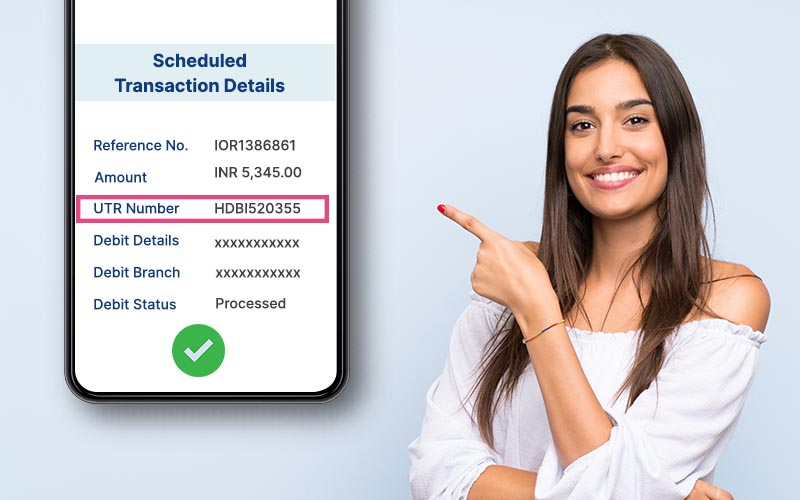 Scheduled
Transaction Details
Reference No. IOR1386861
Amount INR 5,345.00
UTR Number HDBI520355
Debit Details xxxxxxxxxxx
Debit Branch xxxxxxxxxxx
Debit Status Processed